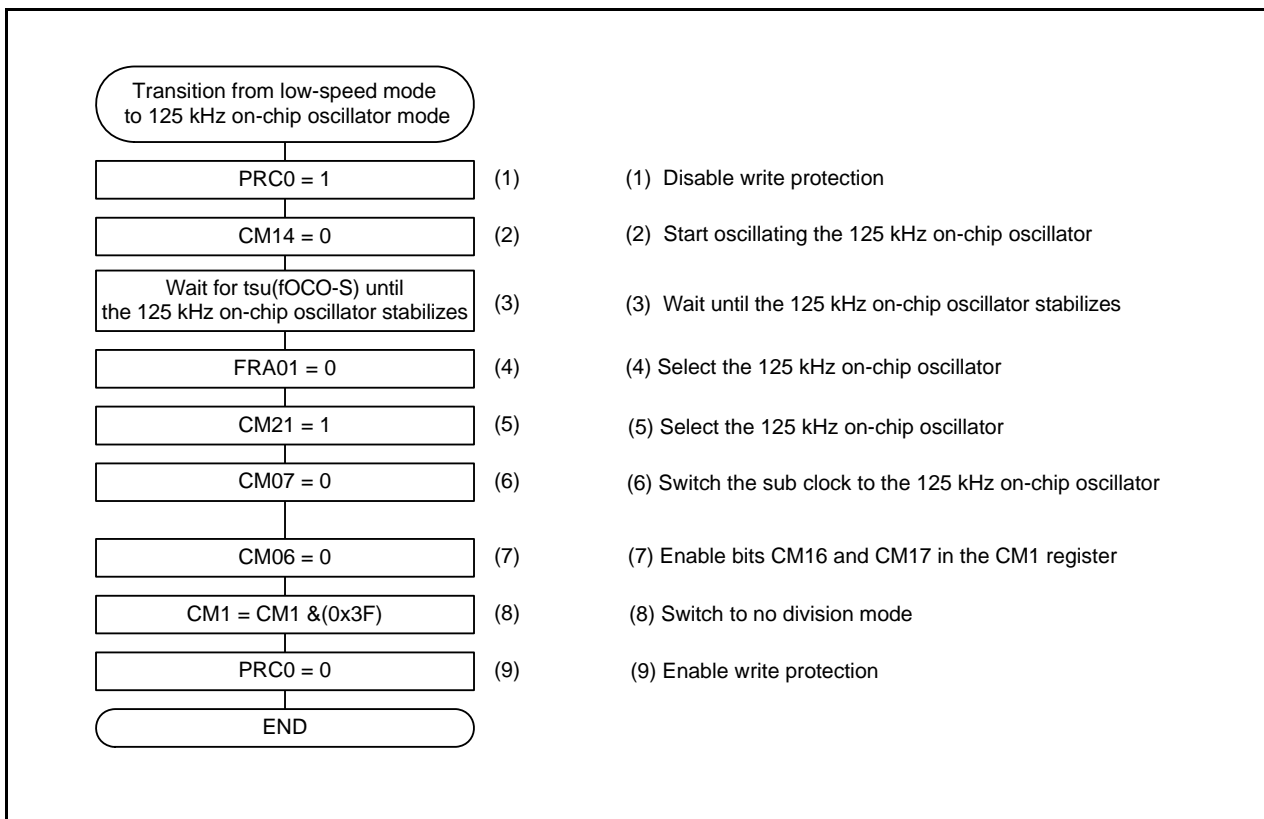 Transition from low-speed mode
to 125 kHz on-chip oscillator mode
PRC0 = 1 (1) (1) Disable write protection
CM14 = 0 (2) (2) Start oscillating the 125 kHz on-chip oscillator
Wait for tsu(fOCO-S) until
the 125 kHz on-chip oscillator stabilizes (3) (3) Wait until the 125 kHz on-chip oscillator stabilizes
FRA01 = 0 (4) (4) Select the 125 kHz on-chip oscillator
CM21 = 1 (5) (5) Select the 125 kHz on-chip oscillator
CM07 = 0 (6) (6) Switch the sub clock to the 125 kHz on-chip oscillator
CM06 = 0 (7) (7) Enable bits CM16 and CM17 in the CM1 register
CM1 = CM1 &(0x3F) (8) (8) Switch to no division mode
PRC0 = 0 (9) (9) Enable write protection
END